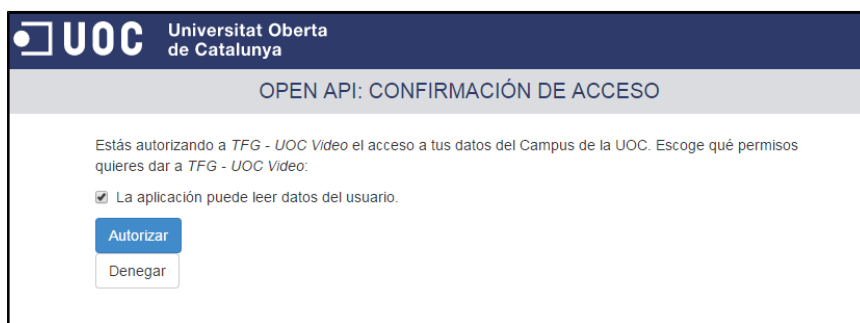 UOC Universitat Oberta
de Catalunya
OPEN API: CONFIRMACIÓN DE ACCESO
Estás autorizando a TFG - UOC Video el acceso a tus datos del Campus de la UOC. Escoge qué permisos
quieres dar a TFG - UOC Video:
La aplicación puede leer datos del usuario.
Autorizar
Denegar